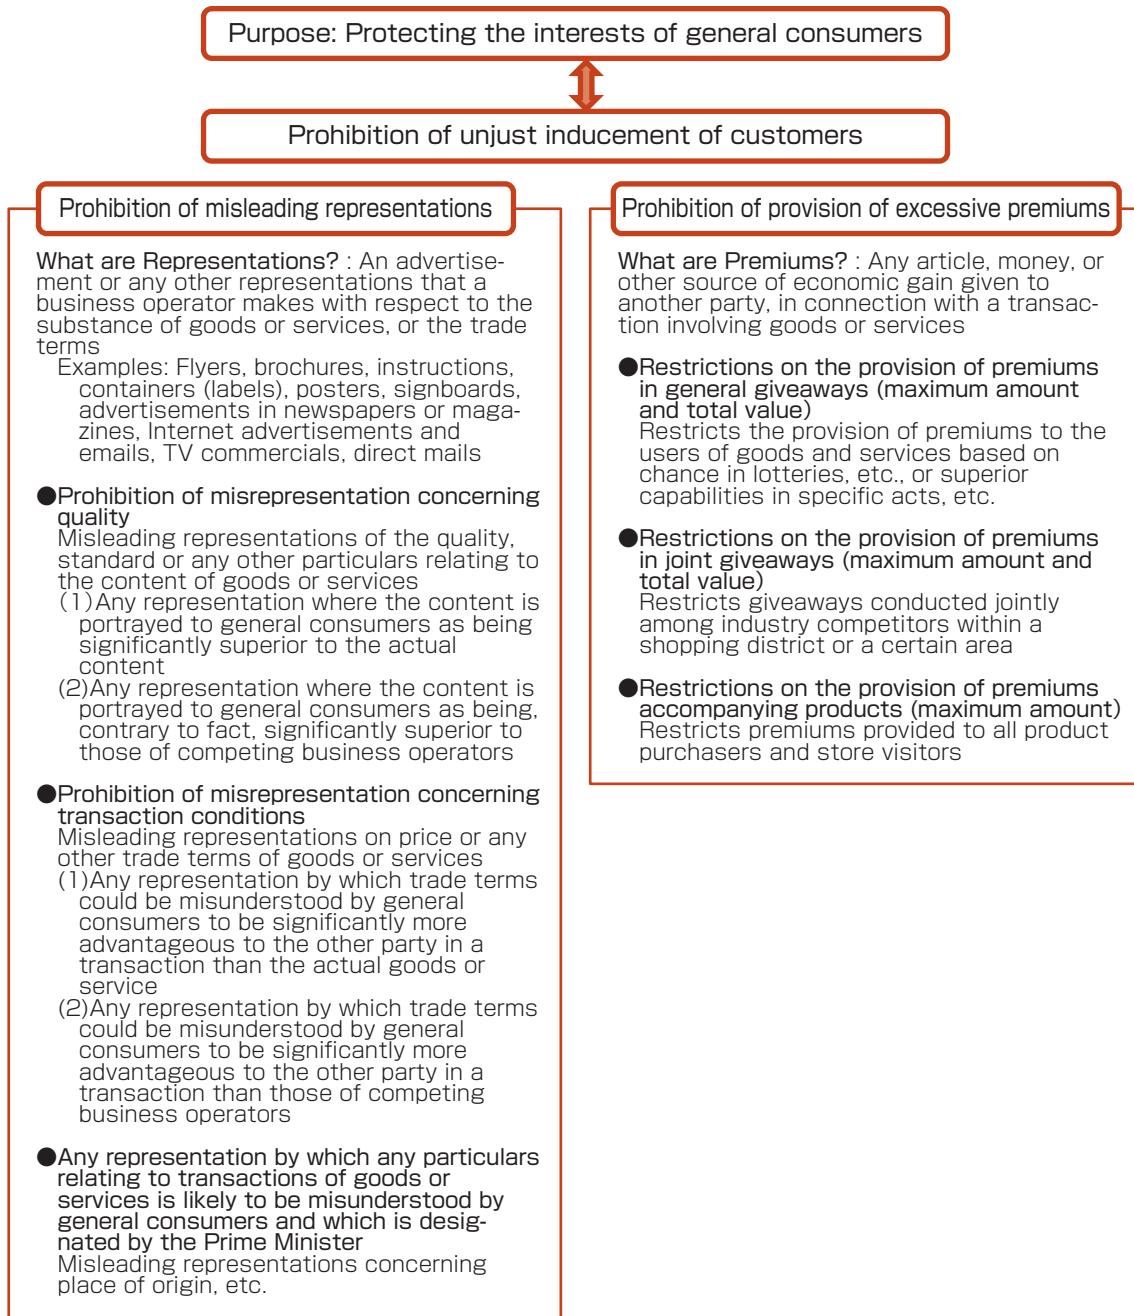 Purpose: Protecting the interests of general consumers
Prohibition of unjust inducement of customers
Prohibition of misleading representations
What are Representations? : An advertise-
ment or any other representations that a
business operator makes with respect to the
substance of goods or services, or the trade
terms
Examples: Flyers, brochures, instructions,
containers (labels), posters, signboards,
advertisements in newspapers or maga-
zines, Internet advertisements and
emails, TV commercials, direct mails
●Prohibition of misrepresentation concerning
quality
Misleading representations of the quality,
standard or any other particulars relating to
the content of goods or services
(1)Any representation where the content is
portrayed to general consumers as being
significantly superior to the actual
content
(2)Any representation where the content is
portrayed to general consumers as being,
contrary to fact, significantly superior to
those of competing business operators
●Prohibition of misrepresentation concerning
transaction conditions
Misleading representations on price or any
other trade terms of goods or services
(1)Any representation by which trade terms
could be misunderstood by general
consumers to be significantly more
advantageous to the other party in a
transaction than the actual goods or
service
(2)Any representation by which trade terms
could be misunderstood by general
consumers to be significantly more
advantageous to the other party in a
transaction than those of competing
business operators
●Any representation by which any particulars
relating to transactions of goods or
services is likely to be misunderstood by
general consumers and which is desig-
nated by the Prime Minister
Misleading representations concerning
place of origin, etc.
Prohibition of provision of excessive premiums
What are Premiums? : Any article, money, or
other source of economic gain given to
another party, in connection with a transac-
tion involving goods or services
●Restrictions on the provision of premiums
in general giveaways (maximum amount
and total value)
Restricts the provision of premiums to the
users of goods and services based on
chance in lotteries, etc., or superior
capabilities in specific acts, etc.
●Restrictions on the provision of premiums
in joint giveaways (maximum amount and
total value)
Restricts giveaways conducted jointly
among industry competitors within a
shopping district or a certain area
●Restrictions on the provision of premiums
accompanying products (maximum amount)
Restricts premiums provided to all product
purchasers and store visitors